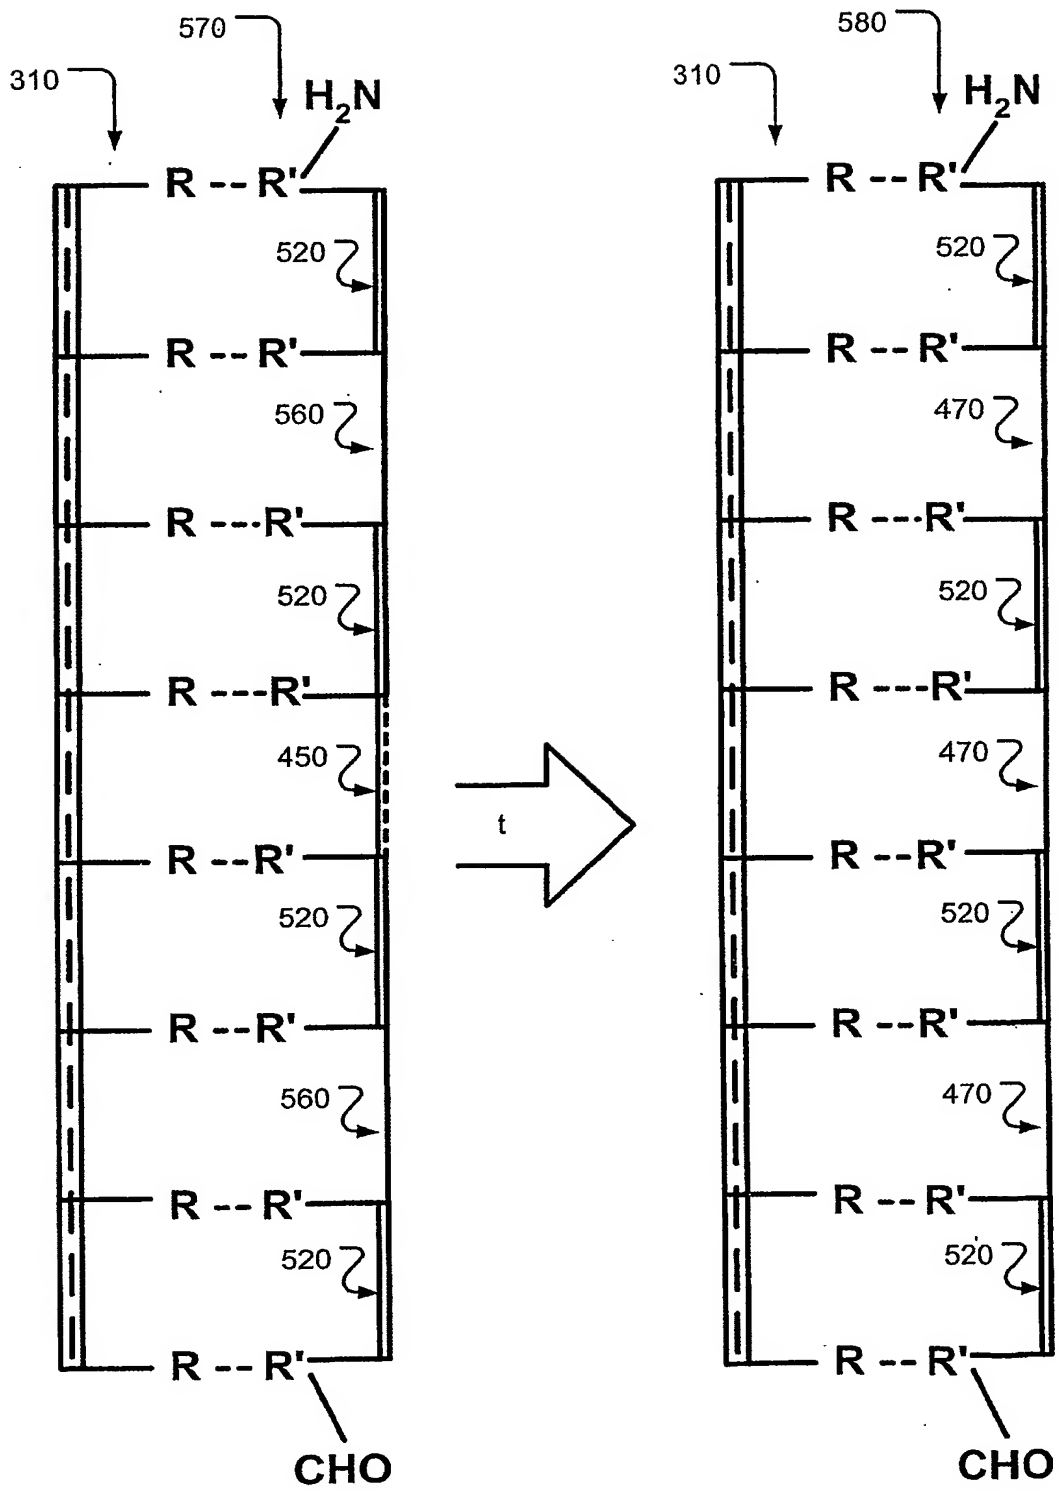 570
310
H2N
R -- R'
520
R -- R'
560
R --- R'
520
R --- R'
450
R -- R'
520
R -- R'
560
R -- R'
520
R -- R'
CHO
t
580
310
H2N
R -- R'
520
R -- R'
470
R --- R'
520
R --- R'
470
R -- R'
520
R -- R'
470
R -- R'
520
R -- R'
CHO